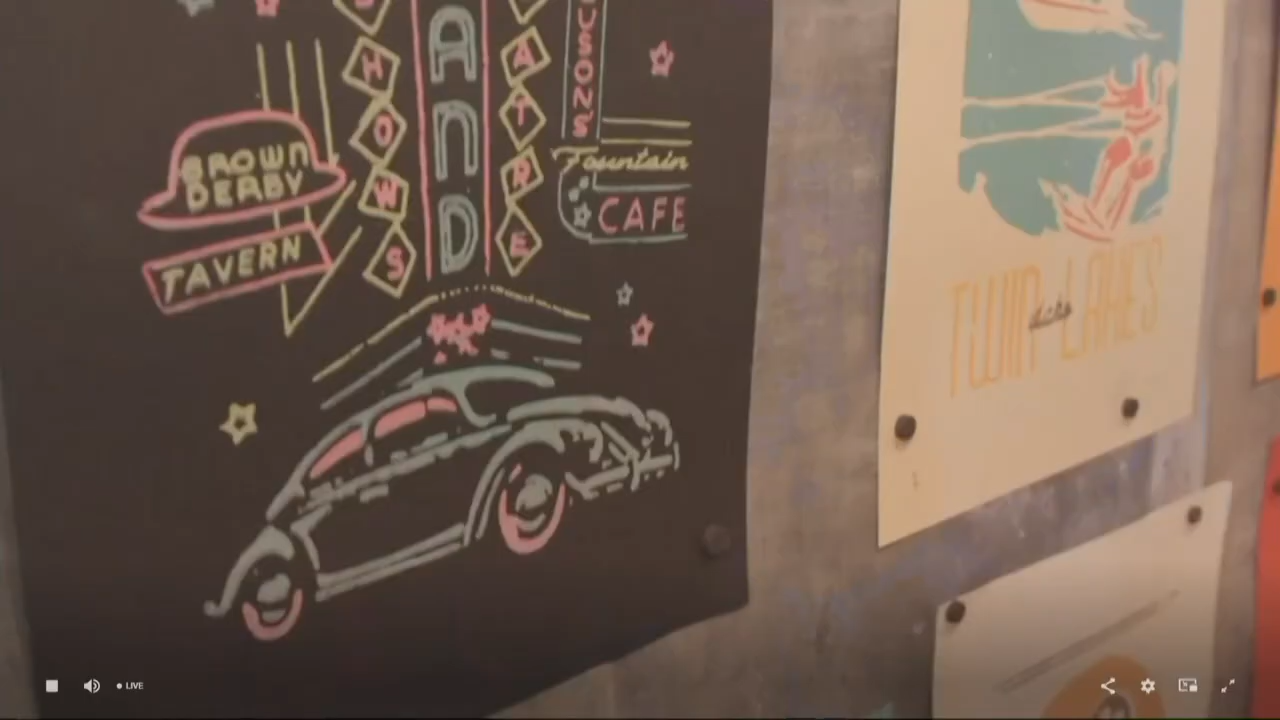 SHOWS
AND
ATRE
USONS
BROWN
DERBY
TAVERN
Fountain
CAFE
TWIN LAKES
LIVE